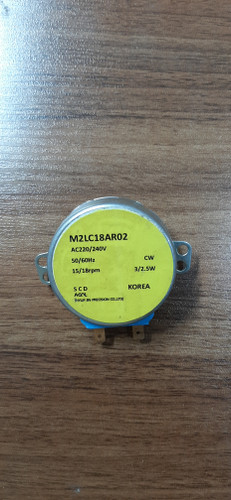 M2LC18AR02
AC220/240V
50/60Hz CW
15/18rpm 3/2.5W
S C D KOREA